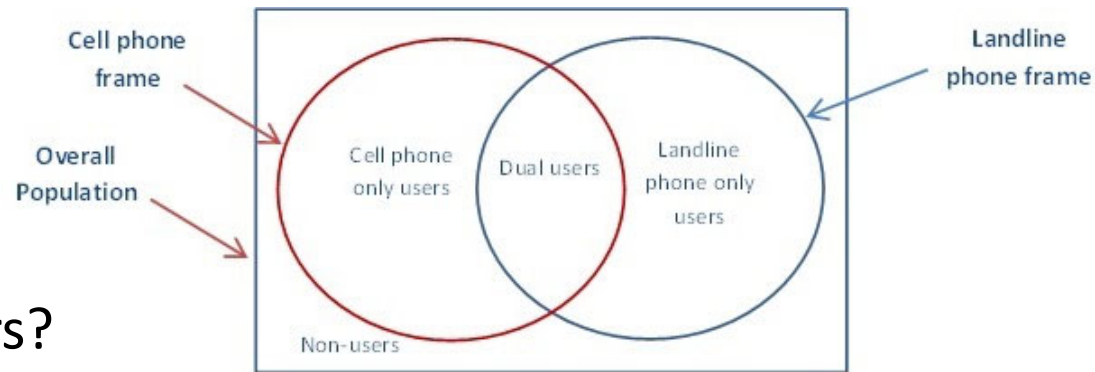 Cell phone
frame
Landline
phone frame
Overall
Population
Cell phone
only users
Dual users
Landline
phone only
users
Non-users
rs?